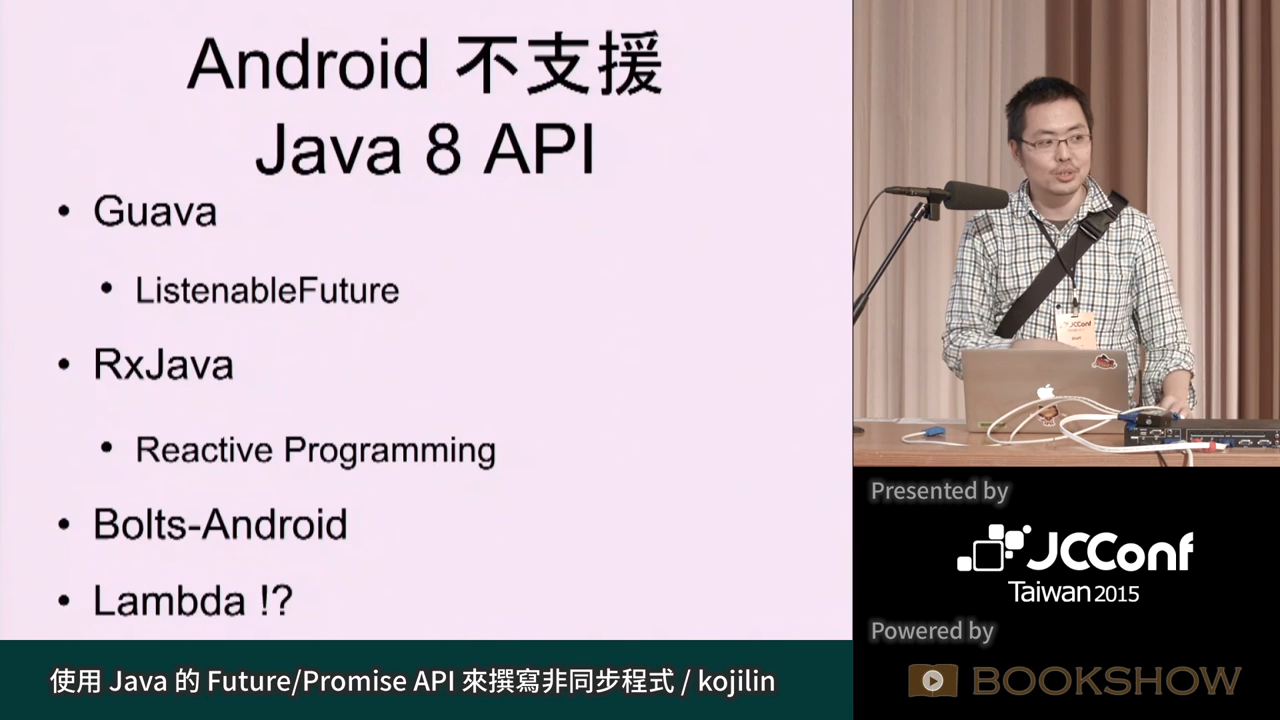 Android 不支援
Java 8 API
• Guava
• ListenableFuture
• RxJava
• Reactive Programming
• Bolts-Android
• Lambda !?
使用 Java 的 Future/Promise API 來撰寫非同步程式 / kojilin
JCConf
Presented by
JCConf
Taiwan 2015
Powered by
BOOKSHOW